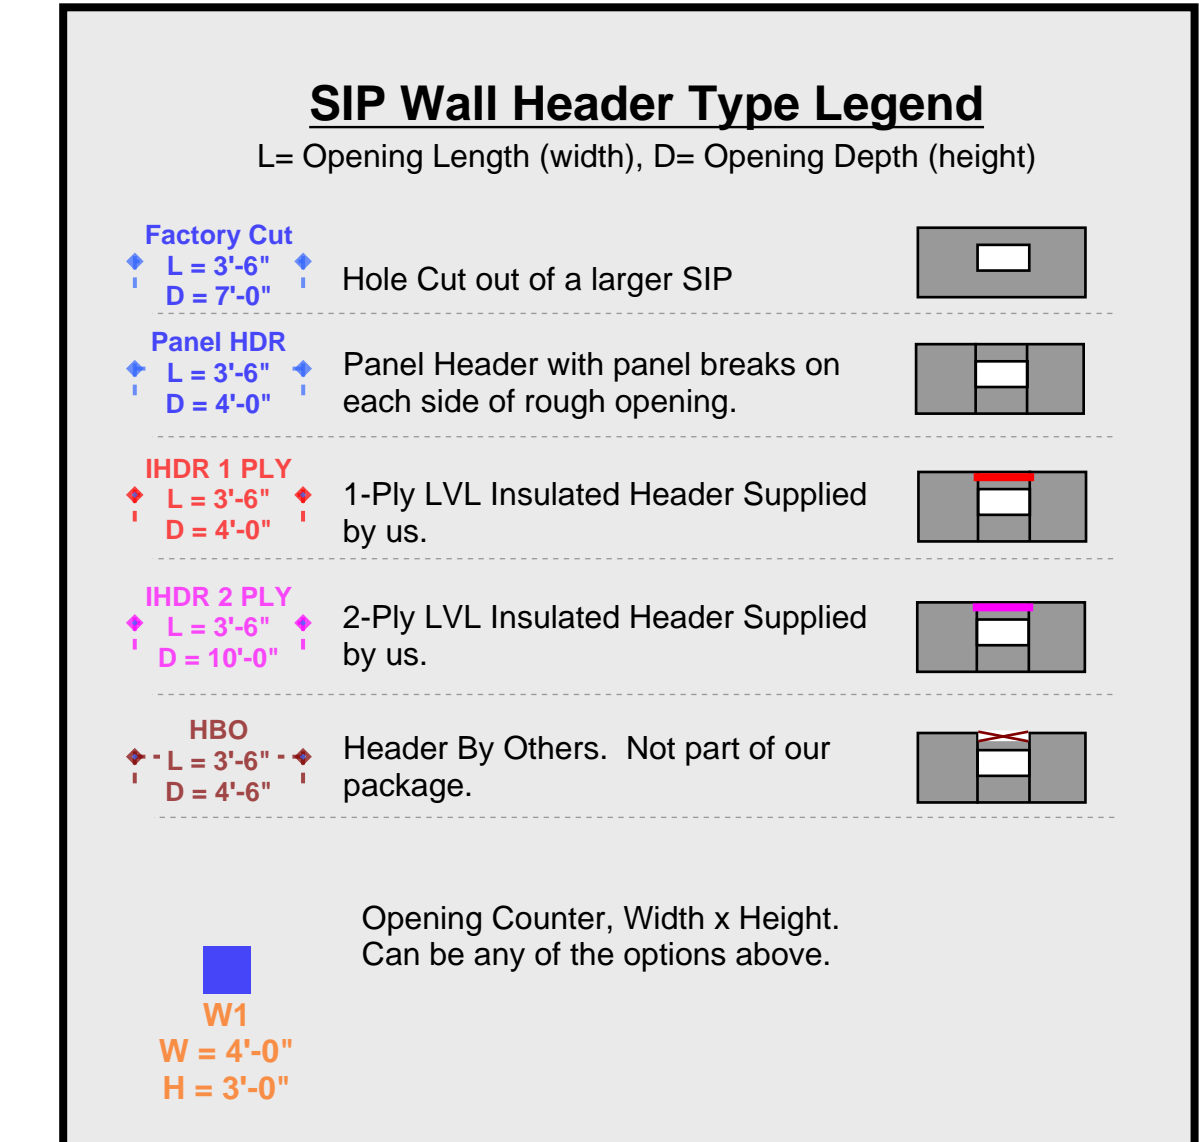 SIP Wall Header Type Legend
L= Opening Length (width), D= Opening Depth (height)
Factory Cut
L = 3'-6"
D = 7'-0"
Hole Cut out of a larger SIP
Panel HDR
L = 3'-6"
D = 4'-0"
Panel Header with panel breaks on
each side of rough opening.
IHDR 1 PLY
L = 3'-6"
D = 4'-0"
1-Ply LVL Insulated Header Supplied
by us.
IHDR 2 PLY
L = 3'-6"
D = 10'-0"
2-Ply LVL Insulated Header Supplied
by us.
HBO
L = 3'-6"
D = 4'-6"
Header By Others.  Not part of our
package.
Opening Counter, Width x Height.
Can be any of the options above.
W1
W = 4'-0"
H = 3'-0"